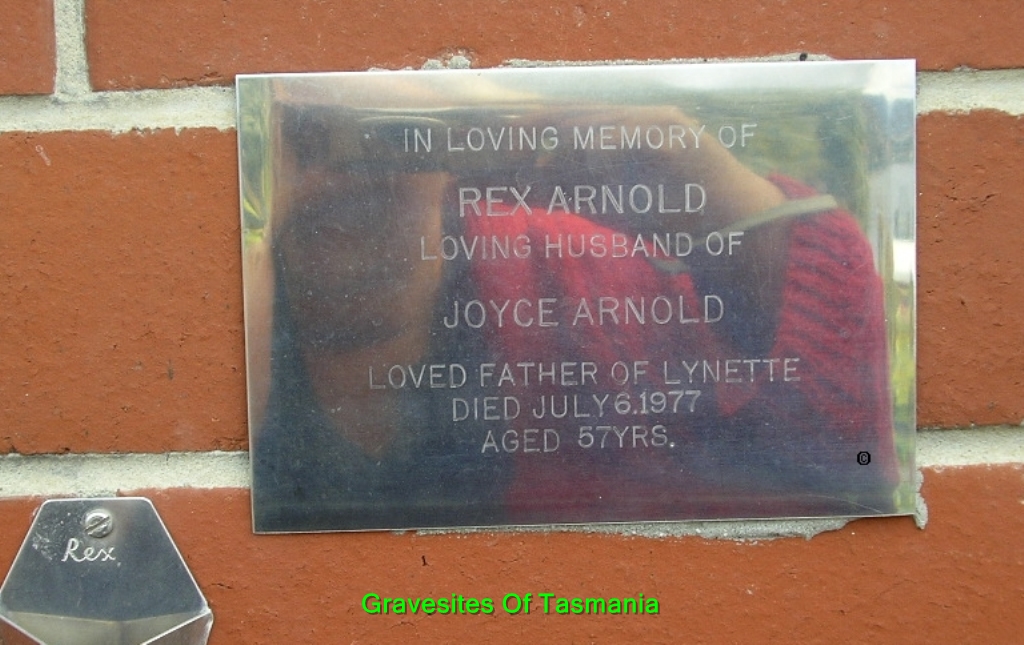 IN LOVING MEMORY OF
REX ARNOLD
LOVING HUSBAND OF
JOYCE ARNOLD
LOVED FATHER OF LYNETTE
DIED JULY 6.1977
AGED 57YRS.
©
Rex
Gravesites Of Tasmania